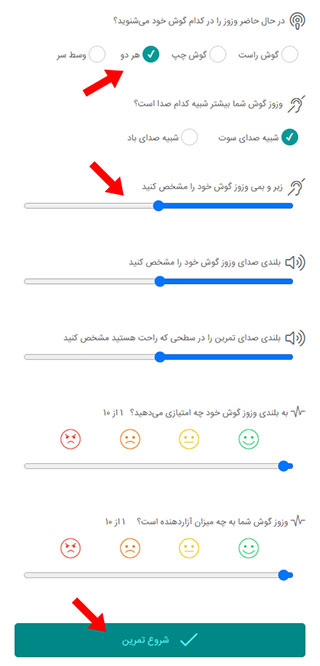 در حال حاضر وزوز را در کدام گوش خود می‌شنوید؟
گوش راست گوش چپ هر دو وسط سر
وزوز گوش شما بیشتر شبیه کدام صدا است؟
شبیه صدای سوت شبیه صدای باد
زیر و بمی وزوز گوش خود را مشخص کنید
بلندی صدای وزوز گوش خود را مشخص کنید
بلندی صدای تمرین را در سطحی که راحت هستید مشخص کنید
به بلندی وزوز گوش خود چه امتیازی می‌دهید؟ ۱ از ۱۰
وزوز گوش شما به چه میزان آزاردهنده است؟ ۱ از ۱۰
شروع تمرین